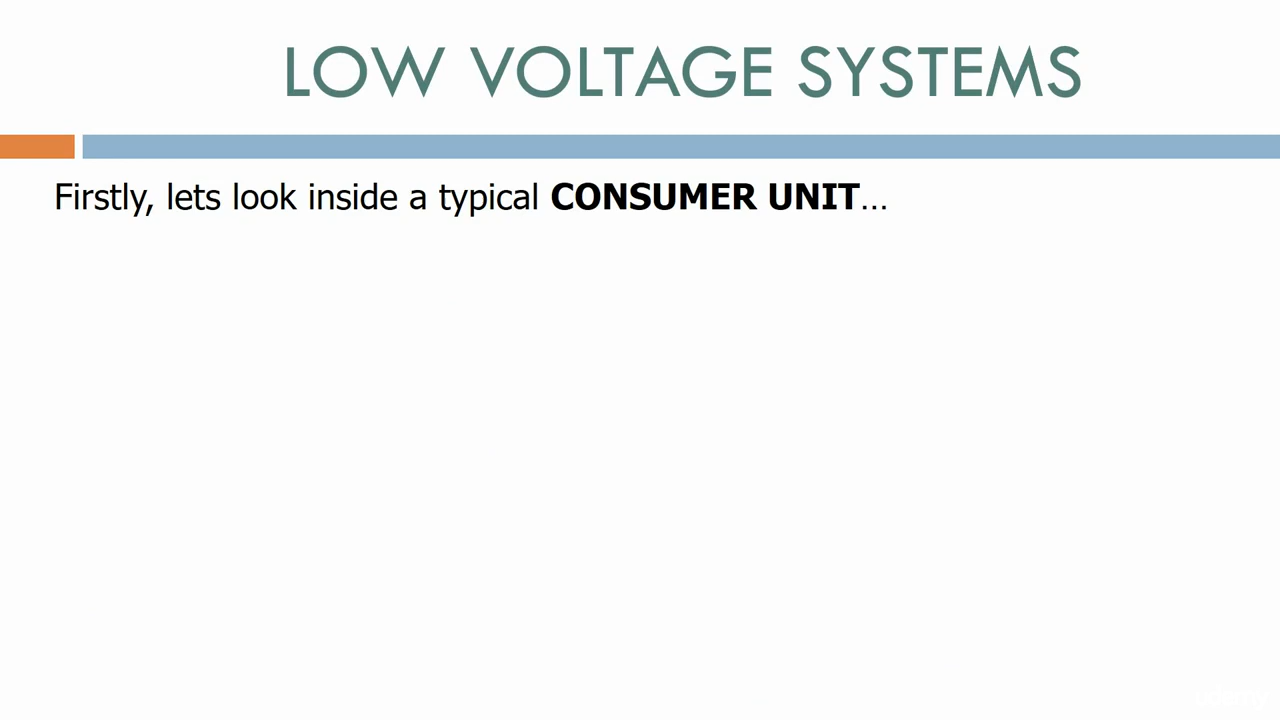 LOW VOLTAGE SYSTEMS
Firstly, lets look inside a typical CONSUMER UNIT…